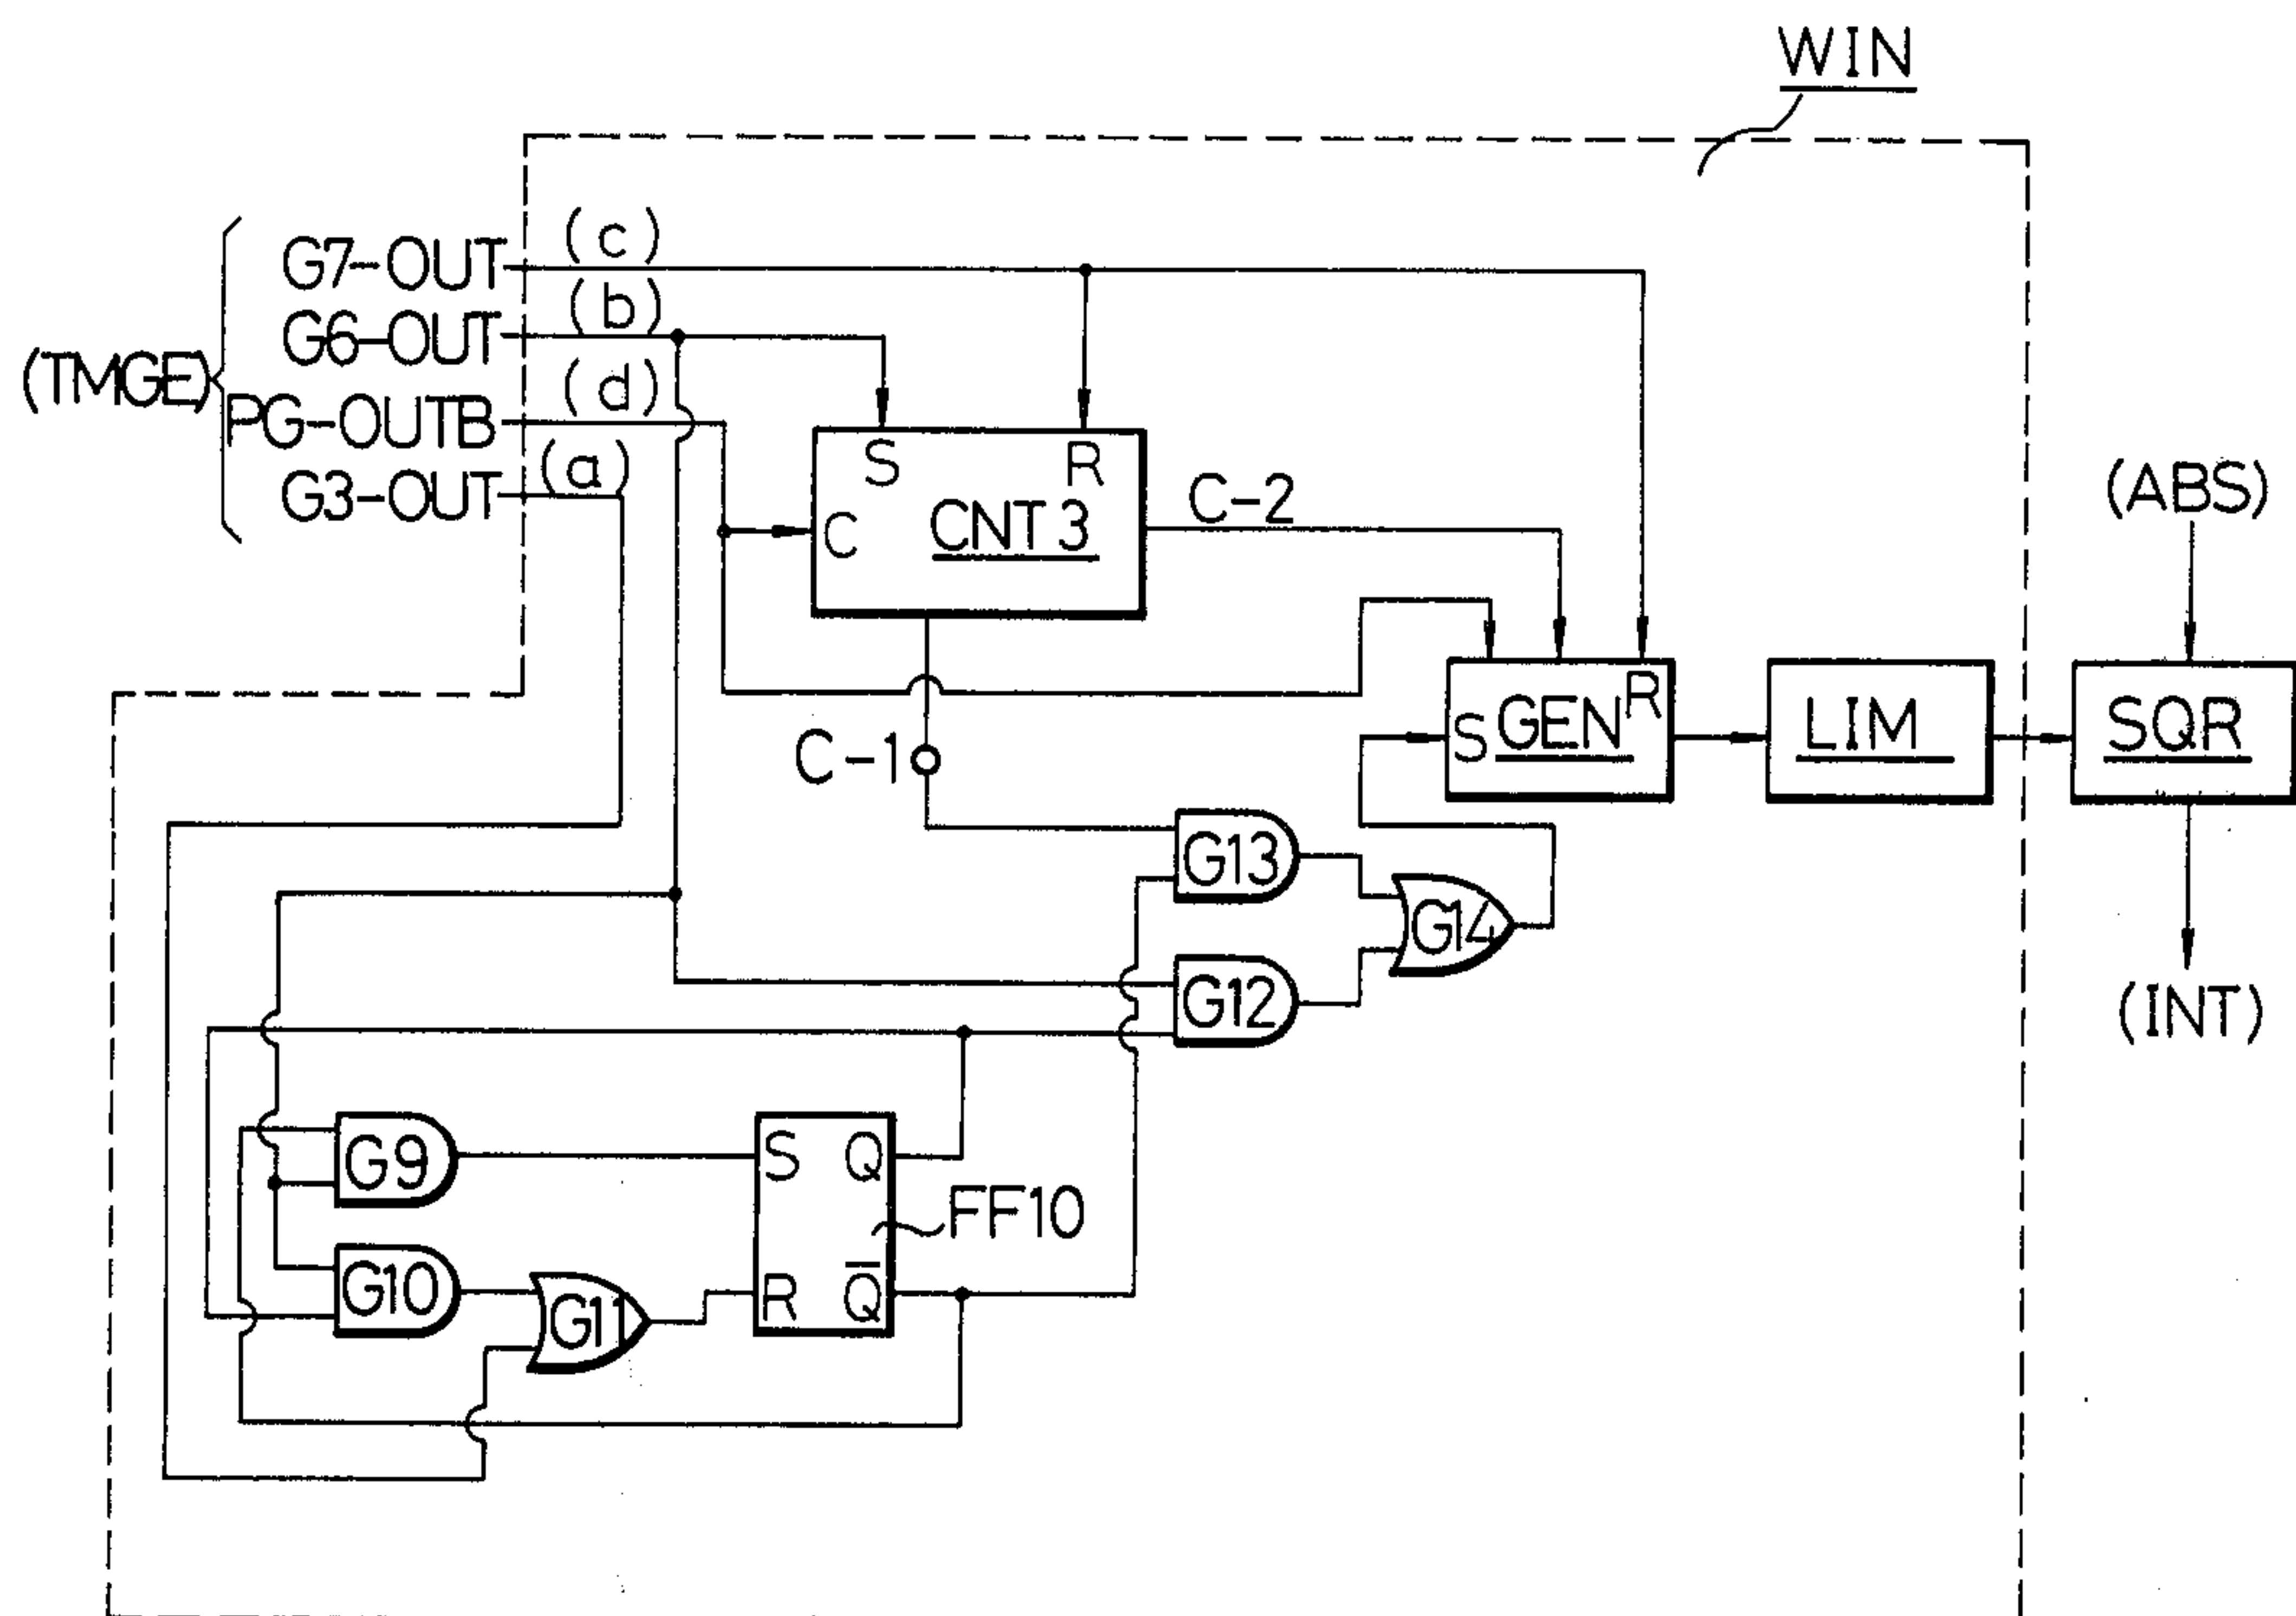 WIN
(c)
G7-OUT
(b)
G6-OUT
(TMGE)
(d)
PG-OUTB
(a)
G3-OUT
S
R
C
CNT3
C-2
(ABS)
S
GEN
R
LIM
SQR
C-1
G13
G14
G12
(INT)
G9
S
Q
FF10
G10
G11
R
Q̅